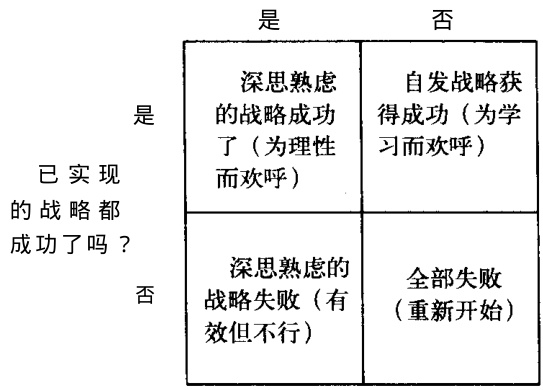 是
否
是
深思熟虑
的战略成功
了（为理性
而欢呼）
自发战略获
得成功（为学
习而欢呼）
已实现
的战略都
成功了吗？
否
深思熟虑的
战略失败（有
效但不行）
全部失败
（重新开始）